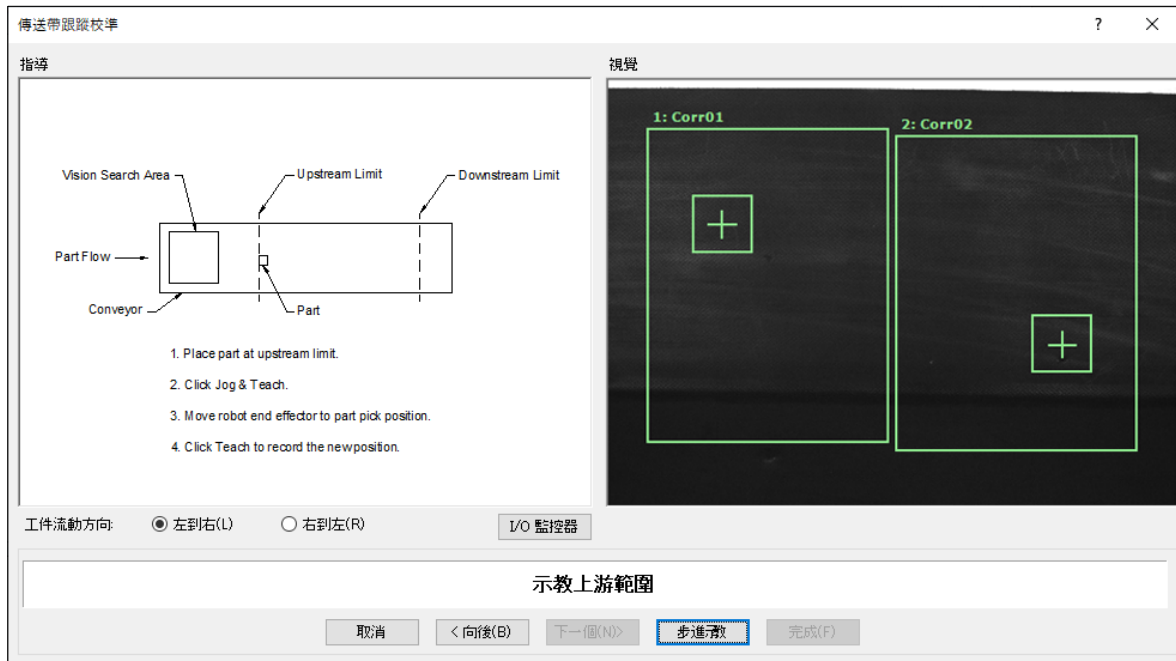 傳送帶跟蹤校準
?
指導
視覺
Vision Search Area
Upstream Limit
Downstream Limit
Part Flow
Conveyor
Part
1. Place part at upstream limit.
2. Click Jog & Teach.
3. Move robot end effector to part pick position.
4. Click Teach to record the newposition.
1: Corr01
2: Corr02
工件流動方向:
左到右(L)
右到左(R)
I/O 監控器
示教上游範圍
取消
< 向後(B)
下一個(N)>
步進示教
完成(F)